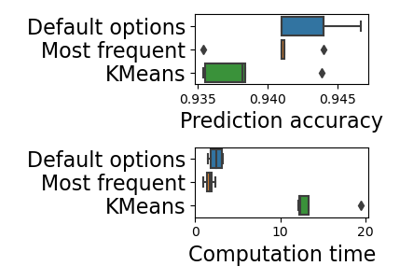 Default options
Most frequent
KMeans
0.935 0.940 0.945
Prediction accuracy
Default options
Most frequent
KMeans
0 10 20
Computation time